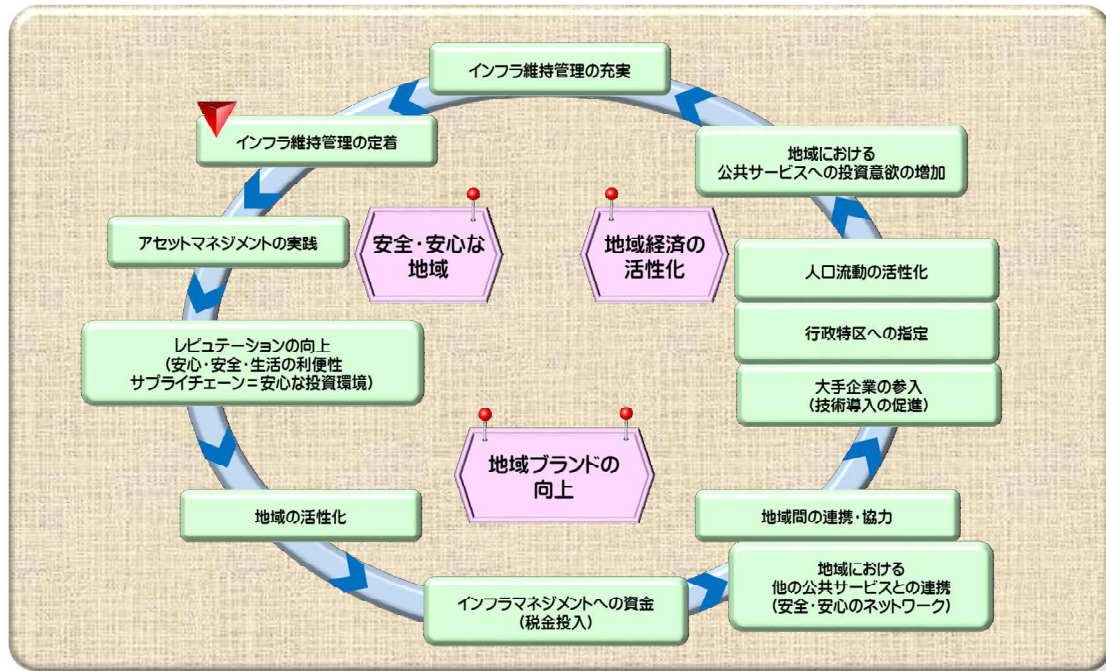 インフラ維持管理の充実
インフラ維持管理の定着
アセットマネジメントの実践
レピュテーションの向上
(安心・安全・生活の利便性
サプライチェーン=安心な投資環境)
地域の活性化
インフラマネジメントへの資金
(税金投入)
地域における
他の公共サービスとの連携
(安全・安心のネットワーク)
地域間の連携・協力
大手企業の参入
(技術導入の促進)
行政特区への指定
人口流動の活性化
地域における
公共サービスへの投資意欲の増加
安全・安心な
地域
地域経済の
活性化
地域ブランドの
向上